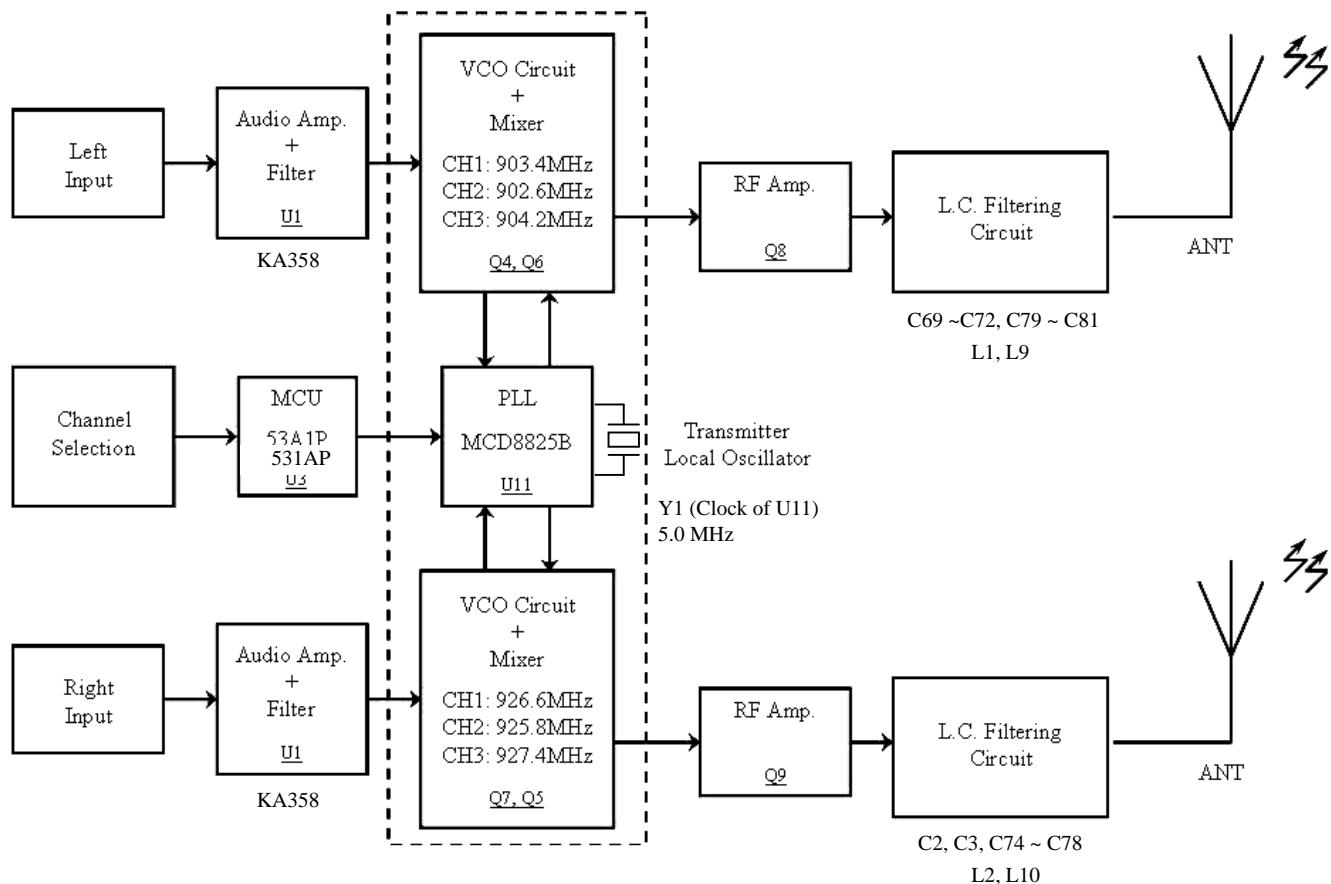 Left
Input
Audio Amp.
+
Filter
U1
KA358
VCO Circuit
+
Mixer
CH1: 903.4MHz
CH2: 902.6MHz
CH3: 904.2MHz
Q4, Q6
RF Amp.
Q8
L.C. Filtering
Circuit
C69 ~C72, C79 ~ C81
L1, L9
ANT
Channel
Selection
MCU
53A1P
531AP
U3
PLL
MCD8825B
U11
Transmitter
Local Oscillator
Y1 (Clock of U11)
5.0 MHz
Right
Input
Audio Amp.
+
Filter
U1
KA358
VCO Circuit
+
Mixer
CH1: 926.6MHz
CH2: 925.8MHz
CH3: 927.4MHz
Q7, Q5
RF Amp.
Q9
L.C. Filtering
Circuit
C2, C3, C74 ~ C78
L2, L10
ANT